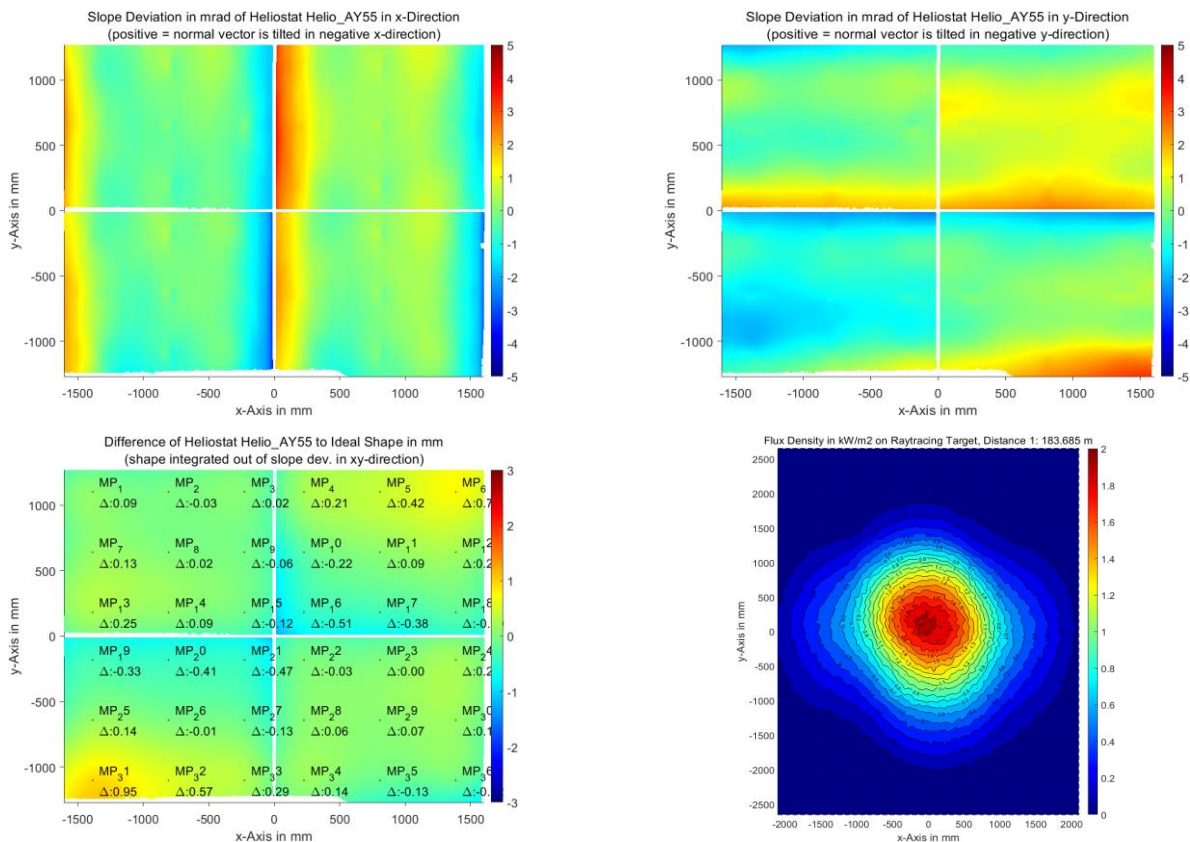 Slope Deviation in mrad of Heliostat Helio_AY55 in x-Direction
(positive = normal vector is tilted in negative x-direction)
y-Axis in mm
1000
500
0
-500
-1000
-1500 -1000 -500 0 500 1000 1500
x-Axis in mm
5
4
3
2
1
0
-1
-2
-3
-4
-5
Slope Deviation in mrad of Heliostat Helio_AY55 in y-Direction
(positive = normal vector is tilted in negative y-direction)
y-Axis in mm
1000
500
0
-500
-1000
-1500 -1000 -500 0 500 1000 1500
x-Axis in mm
5
4
3
2
1
0
-1
-2
-3
-4
-5
Difference of Heliostat Helio_AY55 to Ideal Shape in mm
(shape integrated out of slope dev. in xy-direction)
y-Axis in mm
1000
500
0
-500
-1000
MP1 MP2 MP3 MP4 MP5 MP6
Δ:0.09 Δ:-0.03 Δ:0.02 Δ:0.21 Δ:0.42 Δ:0.7
MP7 MP8 MP9 MP10 MP11 MP12
Δ:0.13 Δ:0.02 Δ:-0.06 Δ:-0.22 Δ:0.09 Δ:0.2
MP13 MP14 MP15 MP16 MP17 MP18
Δ:0.25 Δ:0.09 Δ:-0.12 Δ:-0.51 Δ:-0.38 Δ:-0.
MP19 MP20 MP21 MP22 MP23 MP24
Δ:-0.33 Δ:-0.41 Δ:-0.47 Δ:-0.03 Δ:0.00 Δ:0.2
MP25 MP26 MP27 MP28 MP29 MP30
Δ:0.14 Δ:-0.01 Δ:-0.13 Δ:0.06 Δ:0.07 Δ:0.1
MP31 MP32 MP33 MP34 MP35 MP36
Δ:0.95 Δ:0.57 Δ:0.29 Δ:0.14 Δ:-0.13 Δ:-0.
-1500 -1000 -500 0 500 1000 1500
x-Axis in mm
3
2
1
0
-1
-2
-3
Flux Density in kW/m2 on Raytracing Target, Distance 1: 183.685 m
y-Axis in mm
2500
2000
1500
1000
500
0
-500
-1000
-1500
-2000
-2500
-2000 -1500 -1000 -500 0 500 1000 1500 2000
x-Axis in mm
2
1.8
1.6
1.4
1.2
1
0.8
0.6
0.4
0.2
0